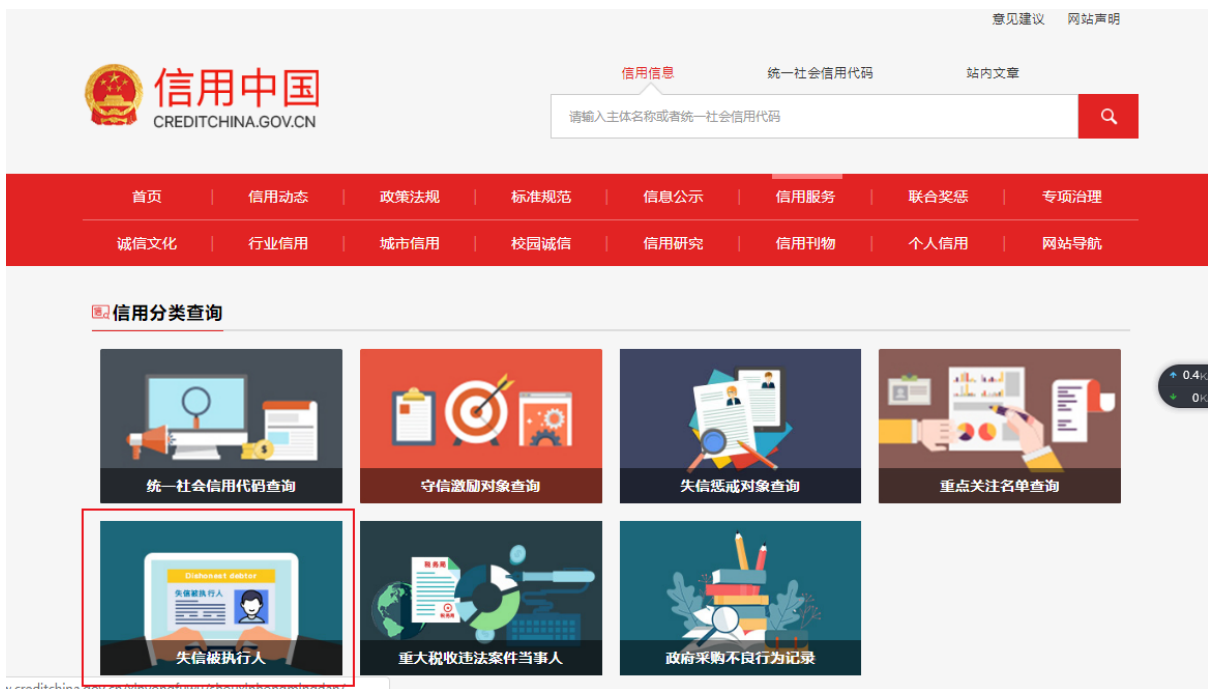 意见建议 网站声明
信用中国
CREDITCHINA.GOV.CN
信用信息 统一社会信用代码 站内文章
请输入主体名称或者统一社会信用代码
首页 信用动态 政策法规 标准规范 信息公示 信用服务 联合奖惩 专项治理
诚信文化 行业信用 城市信用 校园诚信 信用研究 信用刊物 个人信用 网站导航
信用分类查询
统一社会信用代码查询 守信激励对象查询 失信惩戒对象查询 重点关注名单查询
↑ 0.4K
↓ 0K
Dishonest debtor
失信被执行人
税务局
失信被执行人 重大税收违法案件当事人 政府采购不良行为记录